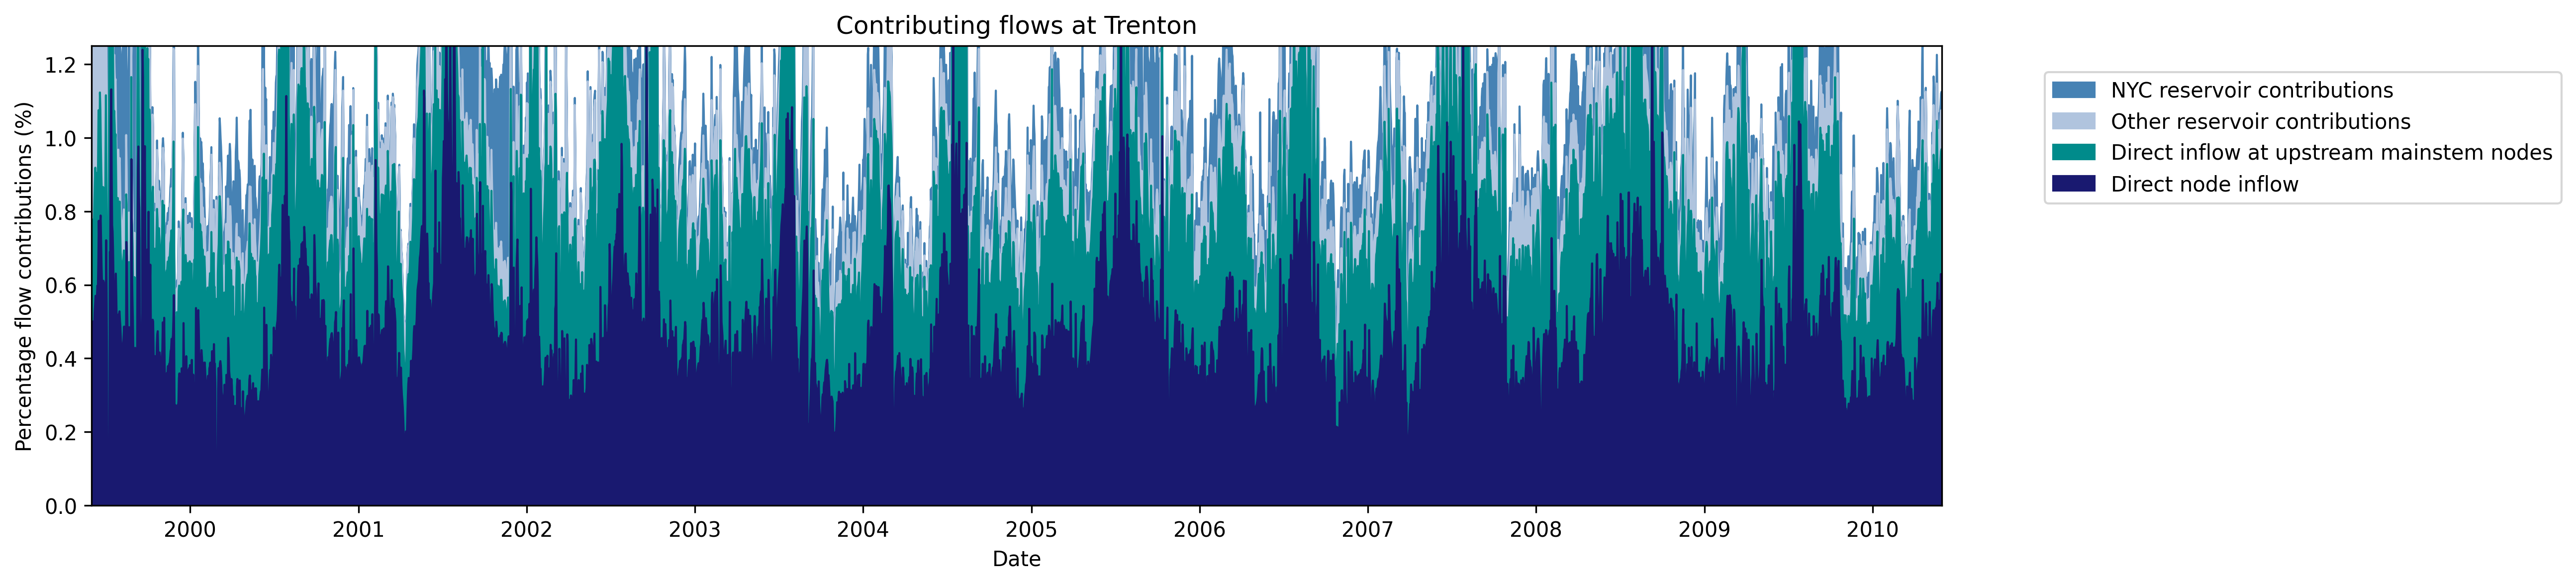 Contributing flows at Trenton
Percentage flow contributions (%)
1.2
1.0
0.8
0.6
0.4
0.2
0.0
2000 2001 2002 2003 2004 2005 2006 2007 2008 2009 2010
Date
NYC reservoir contributions
Other reservoir contributions
Direct inflow at upstream mainstem nodes
Direct node inflow